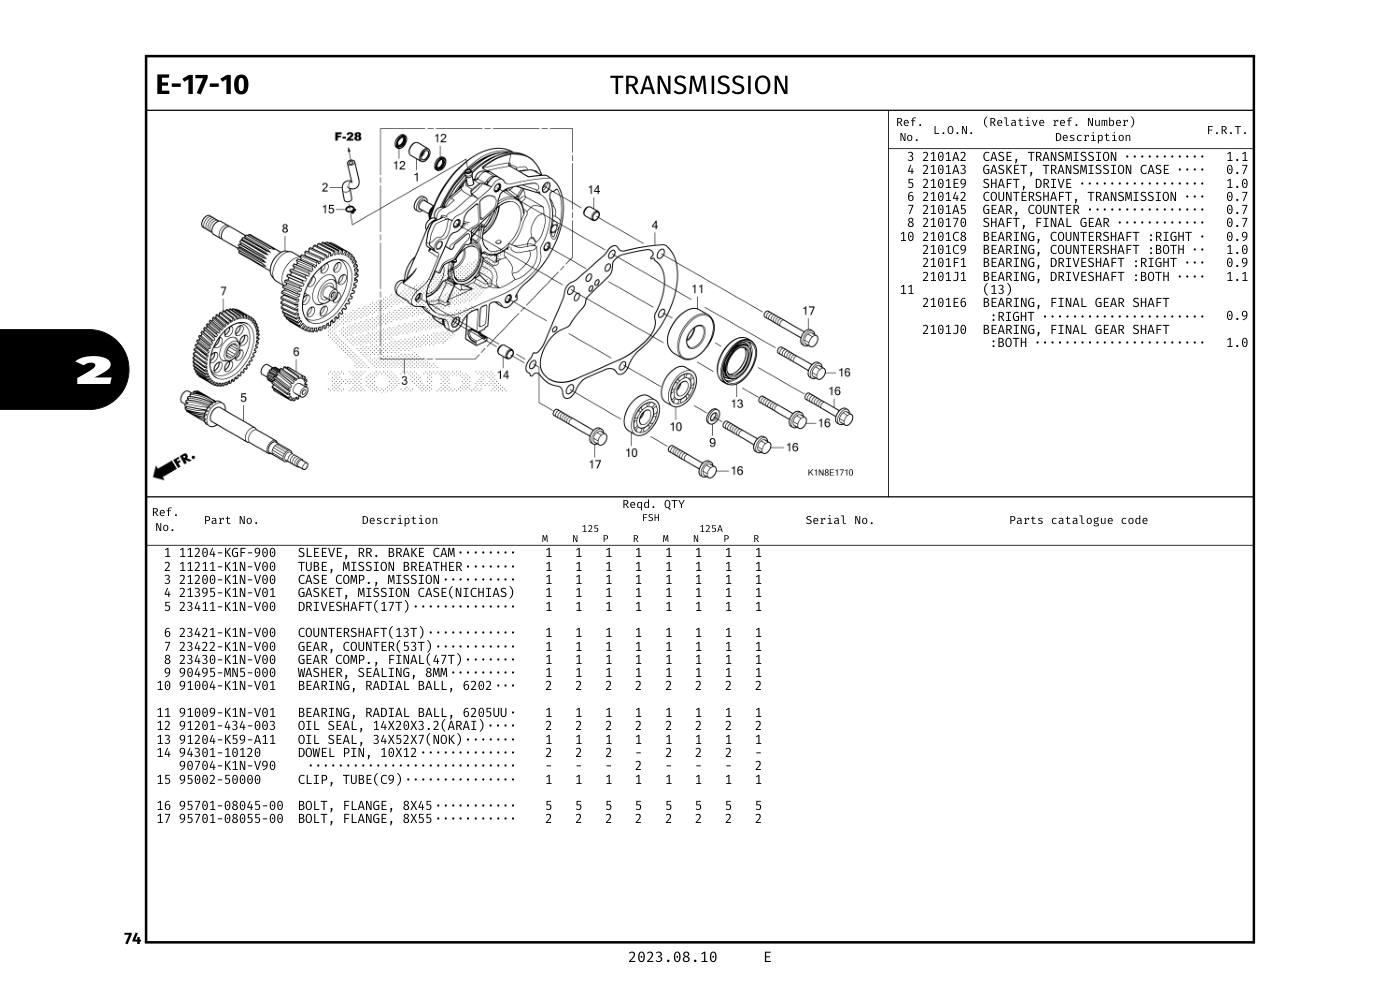 E-17-10
TRANSMISSION
F-28
12
12
1
2
15
8
14
4
7
11
17
6
3
14
16
13
16
5
10
16
9
10
17
16
16
FR.
HONDA
K1N8E1710
Ref. No. L.O.N. (Relative ref. Number) Description F.R.T.
3 2101A2 CASE, TRANSMISSION ··········· 1.1
4 2101A3 GASKET, TRANSMISSION CASE ···· 0.7
5 2101E9 SHAFT, DRIVE ················· 1.0
6 210142 COUNTERSHAFT, TRANSMISSION ··· 0.7
7 2101A5 GEAR, COUNTER ················ 0.7
8 210170 SHAFT, FINAL GEAR ············ 0.7
10 2101C8 BEARING, COUNTERSHAFT :RIGHT · 0.9
2101C9 BEARING, COUNTERSHAFT :BOTH ·· 1.0
2101F1 BEARING, DRIVESHAFT :RIGHT ··· 0.9
2101J1 BEARING, DRIVESHAFT :BOTH ···· 1.1
11 (13)
2101E6 BEARING, FINAL GEAR SHAFT
:RIGHT ······················ 0.9
2101J0 BEARING, FINAL GEAR SHAFT
:BOTH ······················· 1.0
2
Ref. No. Part No. Description Reqd. QTY Serial No. Parts catalogue code
FSH
125 125A
M N P R M N P R
1 11204-KGF-900 SLEEVE, RR. BRAKE CAM········ 1 1 1 1 1 1 1 1
2 11211-K1N-V00 TUBE, MISSION BREATHER······· 1 1 1 1 1 1 1 1
3 21200-K1N-V00 CASE COMP., MISSION·········· 1 1 1 1 1 1 1 1
4 21395-K1N-V01 GASKET, MISSION CASE(NICHIAS) 1 1 1 1 1 1 1 1
5 23411-K1N-V00 DRIVESHAFT(17T)·············· 1 1 1 1 1 1 1 1
6 23421-K1N-V00 COUNTERSHAFT(13T)············ 1 1 1 1 1 1 1 1
7 23422-K1N-V00 GEAR, COUNTER(53T)··········· 1 1 1 1 1 1 1 1
8 23430-K1N-V00 GEAR COMP., FINAL(47T)······· 1 1 1 1 1 1 1 1
9 90495-MN5-000 WASHER, SEALING, 8MM········· 1 1 1 1 1 1 1 1
10 91004-K1N-V01 BEARING, RADIAL BALL, 6202··· 2 2 2 2 2 2 2 2
11 91009-K1N-V01 BEARING, RADIAL BALL, 6205UU· 1 1 1 1 1 1 1 1
12 91201-434-003 OIL SEAL, 14X20X3.2(ARAI)···· 2 2 2 2 2 2 2 2
13 91204-K59-A11 OIL SEAL, 34X52X7(NOK)······· 1 1 1 1 1 1 1 1
14 94301-10120 DOWEL PIN, 10X12············· 2 2 2 – 2 2 2 –
90704-K1N-V90 ···························· – – – 2 – – – 2
15 95002-50000 CLIP, TUBE(C9)··············· 1 1 1 1 1 1 1 1
16 95701-08045-00 BOLT, FLANGE, 8X45··········· 5 5 5 5 5 5 5 5
17 95701-08055-00 BOLT, FLANGE, 8X55··········· 2 2 2 2 2 2 2 2
74
2023.08.10 E